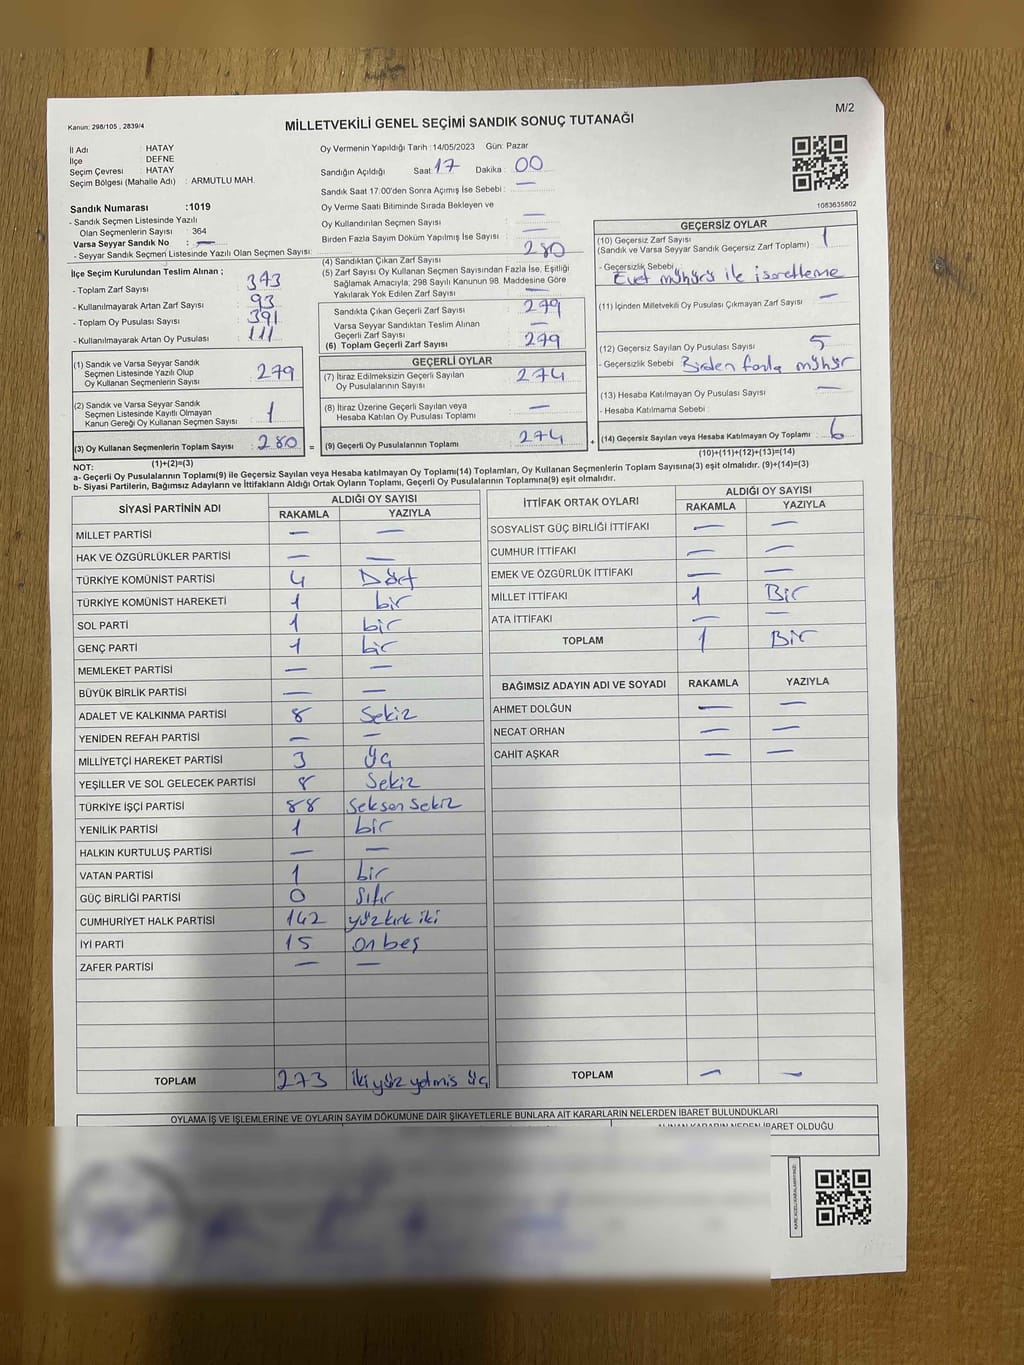 M/2
Kanun: 298/105 , 2839/4
MİLLETVEKİLİ GENEL SEÇİMİ SANDIK SONUÇ TUTANAĞI
İl Adı : HATAY
İlçe : DEFNE
Seçim Çevresi : HATAY
Seçim Bölgesi (Mahalle Adı) : ARMUTLU MAH.
Sandık Numarası :1019
- Sandık Seçmen Listesinde Yazılı
Olan Seçmenlerin Sayısı : 364
Varsa Seyyar Sandık No : —
- Seyyar Sandık Seçmen Listesinde Yazılı Olan Seçmen Sayısı:
Oy Vermenin Yapıldığı Tarih :14/05/2023 Gün: Pazar
Sandığın Açıldığı Saat : 17 Dakika : 00
Sandık Saat 17.00'den Sonra Açımış İse Sebebi : —
Oy Verme Saati Bitiminde Sırada Bekleyen ve
Oy Kullandırılan Seçmen Sayısı : —
Birden Fazla Sayım Döküm Yapılmış İse Sayısı : —
1083635802
İlçe Seçim Kurulundan Teslim Alınan ;
- Toplam Zarf Sayısı : 373
- Kullanılmayarak Artan Zarf Sayısı : 93
- Toplam Oy Pusulası Sayısı : 391
- Kullanılmayarak Artan Oy Pusulası : 111
(1) Sandık ve Varsa Seyyar Sandık
Seçmen Listesinde Yazılı Olup
Oy Kullanan Seçmenlerin Sayısı : 279
(2) Sandık ve Varsa Seyyar Sandık
Seçmen Listesinde Kayıtlı Olmayan
Kanun Gereği Oy Kullanan Seçmen Sayısı : 1
(3) Oy Kullanan Seçmenlerin Toplam Sayısı : 280 =
(1)+(2)=(3)
(4) Sandıktan Çıkan Zarf Sayısı : 280
(5) Zarf Sayısı Oy Kullanan Seçmen Sayısından Fazla İse, Eşitliği
Sağlamak Amacıyla, 298 Sayılı Kanunun 98. Maddesine Göre
Yakılarak Yok Edilen Zarf Sayısı : —
Sandıkta Çıkan Geçerli Zarf Sayısı : 279
Varsa Seyyar Sandıktan Teslim Alınan
Geçerli Zarf Sayısı : —
(6) Toplam Geçerli Zarf Sayısı : 279
GEÇERLİ OYLAR
(7) İtiraz Edilmeksizin Geçerli Sayılan
Oy Pusulalarının Sayısı : 274
(8) İtiraz Üzerine Geçerli Sayılan veya
Hesaba Katılan Oy Pusulası Toplamı : —
(9) Geçerli Oy Pusulalarının Toplamı : 274 +
GEÇERSİZ OYLAR
(10) Geçersiz Zarf Sayısı : 1
(Sandık ve Varsa Seyyar Sandık Geçersiz Zarf Toplamı)
- Geçersizlik Sebebi : Evet mühürü ile işaretleme
(11) İçinden Milletvekili Oy Pusulası Çıkmayan Zarf Sayısı : —
(12) Geçersiz Sayılan Oy Pusulası Sayısı : 5
- Geçersizlik Sebebi : Birden fazla mühür
(13) Hesaba Katılmayan Oy Pusulası Sayısı : —
- Hesaba Katılmama Sebebi :
(14) Geçersiz Sayılan veya Hesaba Katılmayan Oy Toplamı : 6
(10)+(11)+(12)+(13)=(14)
NOT:
a- Geçerli Oy Pusulalarının Toplamı(9) ile Geçersiz Sayılan veya Hesaba katılmayan Oy Toplamı(14) Toplamları, Oy Kullanan Seçmenlerin Toplam Sayısına(3) eşit olmalıdır. (9)+(14)=(3)
b- Siyasi Partilerin, Bağımsız Adayların ve İttifakların Aldığı Ortak Oyların Toplamı, Geçerli Oy Pusulalarının Toplamına(9) eşit olmalıdır.
SİYASİ PARTİNİN ADI ALDIĞI OY SAYISI
RAKAMLA YAZIYLA
MİLLET PARTİSİ — —
HAK VE ÖZGÜRLÜKLER PARTİSİ — —
TÜRKİYE KOMÜNİST PARTİSİ 4 Dört
TÜRKİYE KOMÜNİST HAREKETİ 1 bir
SOL PARTİ 1 bir
GENÇ PARTİ 1 bir
MEMLEKET PARTİSİ — —
BÜYÜK BİRLİK PARTİSİ — —
ADALET VE KALKINMA PARTİSİ 8 Sekiz
YENİDEN REFAH PARTİSİ — —
MİLLİYETÇİ HAREKET PARTİSİ 3 Üç
YEŞİLLER VE SOL GELECEK PARTİSİ 8 Sekiz
TÜRKİYE İŞÇİ PARTİSİ 88 Seksen Sekiz
YENİLİK PARTİSİ 1 bir
HALKIN KURTULUŞ PARTİSİ — —
VATAN PARTİSİ 1 bir
GÜÇ BİRLİĞİ PARTİSİ 0 Sıfır
CUMHURİYET HALK PARTİSİ 142 yüz kırk iki
İYİ PARTİ 15 on beş
ZAFER PARTİSİ — —
TOPLAM 273 iki yüz yetmiş üç
İTTİFAK ORTAK OYLARI ALDIĞI OY SAYISI
RAKAMLA YAZIYLA
SOSYALİST GÜÇ BİRLİĞİ İTTİFAKI — —
CUMHUR İTTİFAKI — —
EMEK VE ÖZGÜRLÜK İTTİFAKI — —
MİLLET İTTİFAKI 1 Bir
ATA İTTİFAKI — —
TOPLAM 1 Bir
BAĞIMSIZ ADAYIN ADI VE SOYADI RAKAMLA YAZIYLA
AHMET DOLĞUN — —
NECAT ORHAN — —
CAHİT AŞKAR — —
TOPLAM — —
OYLAMA İŞ VE İŞLEMLERİNE VE OYLARIN SAYIM DÖKÜMÜNE DAİR ŞİKAYETLERLE BUNLARA AİT KARARLARIN NELERDEN İBARET BULUNDUKLARI
ALINAN KARARIN NEDEN İBARET OLDUĞU